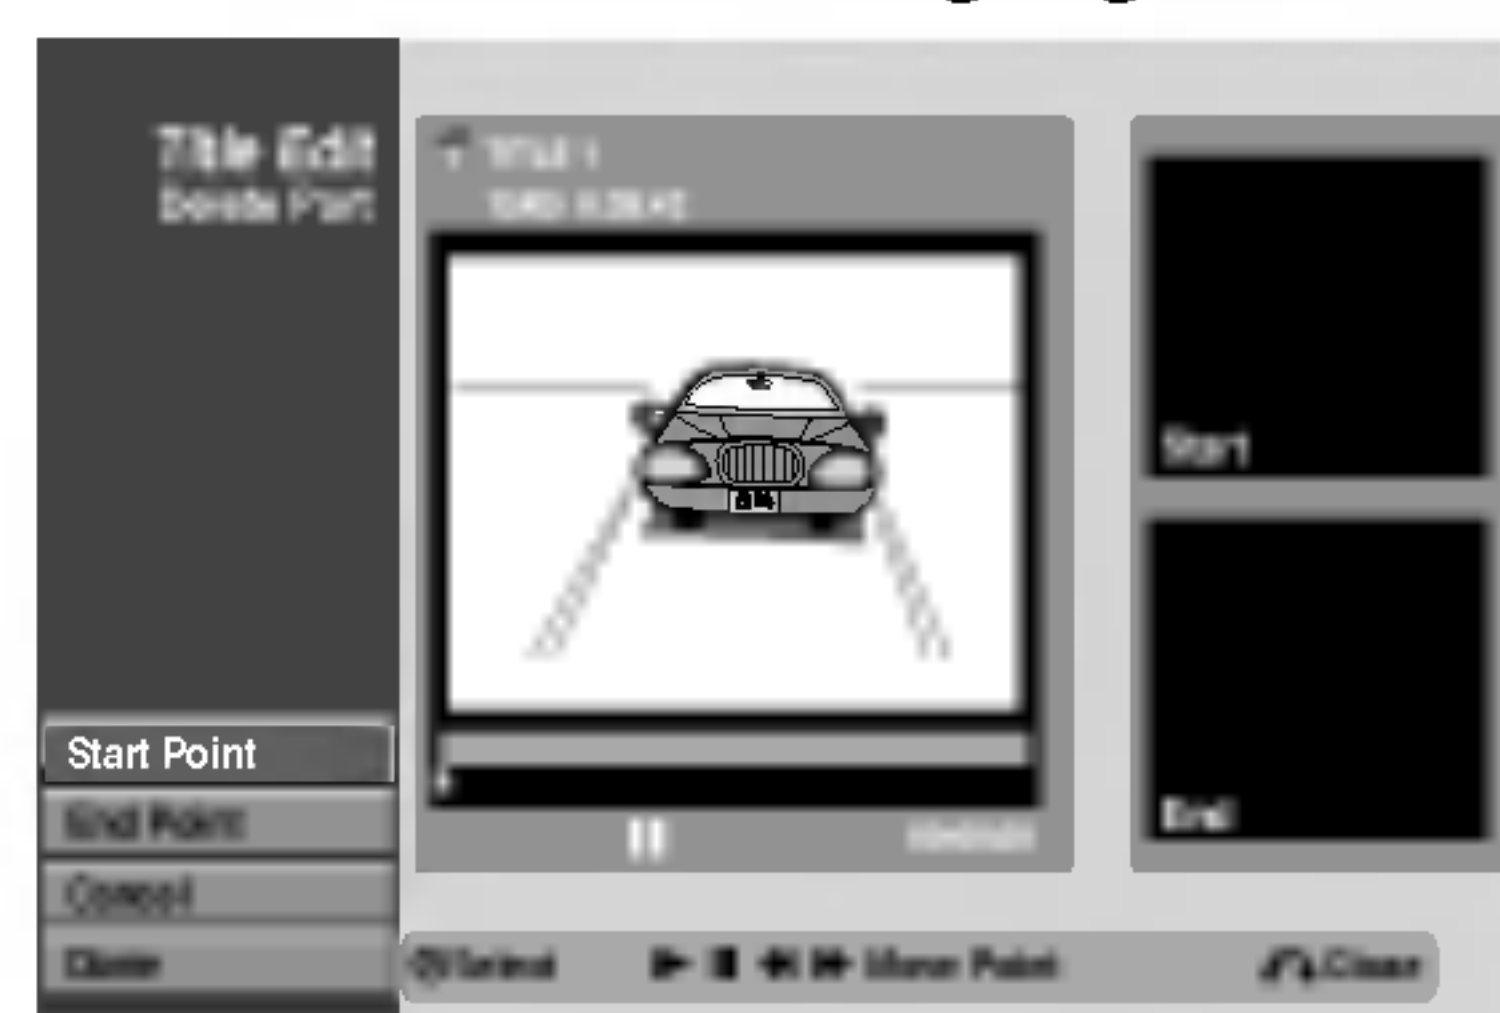 Title Edit
Delete Part
TITLE 1
Start
Start Point
End Point
End
Cancel
Done
Select
Move Point
Close